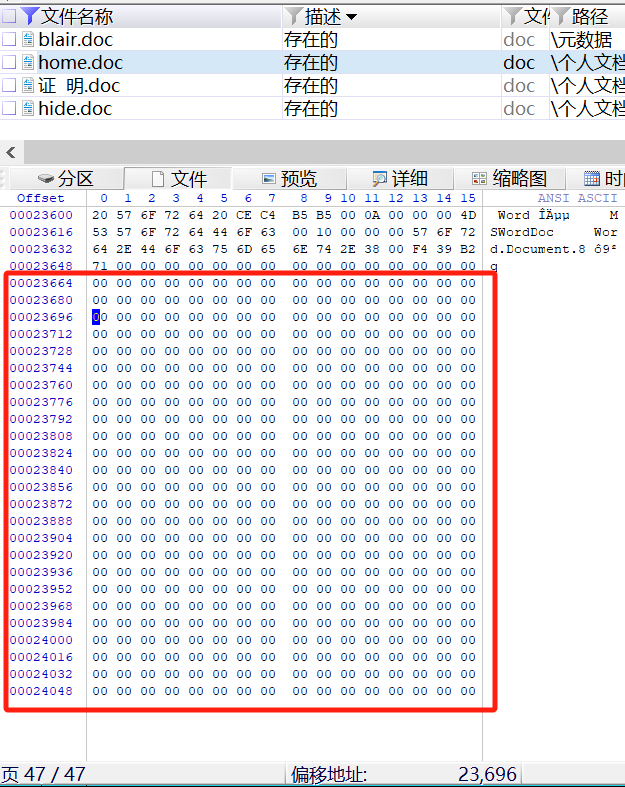 文件名称 描述 文件 路径
blair.doc 存在的 doc \元数据
home.doc 存在的 doc \个人文档
证 明.doc 存在的 doc \个人文档
hide.doc 存在的 doc \个人文档
分区 文件 预览 详细 缩略图 时间
Offset 0 1 2 3 4 5 6 7 8 9 10 11 12 13 14 15 ANSI ASCII
00023600 20 57 6F 72 64 20 CE C4 B5 B5 00 0A 00 00 00 4D Word ÎÄµµ M
00023616 53 57 6F 72 64 44 6F 63 00 10 00 00 00 57 6F 72 SWordDoc Wor
00023632 64 2E 44 6F 63 75 6D 65 6E 74 2E 38 00 F4 39 B2 d.Document.8 ô9²
00023648 71 00 00 00 00 00 00 00 00 00 00 00 00 00 00 00 q
00023664 00 00 00 00 00 00 00 00 00 00 00 00 00 00 00 00
00023680 00 00 00 00 00 00 00 00 00 00 00 00 00 00 00 00
00023696 00 00 00 00 00 00 00 00 00 00 00 00 00 00 00 00
00023712 00 00 00 00 00 00 00 00 00 00 00 00 00 00 00 00
00023728 00 00 00 00 00 00 00 00 00 00 00 00 00 00 00 00
00023744 00 00 00 00 00 00 00 00 00 00 00 00 00 00 00 00
00023760 00 00 00 00 00 00 00 00 00 00 00 00 00 00 00 00
00023776 00 00 00 00 00 00 00 00 00 00 00 00 00 00 00 00
00023792 00 00 00 00 00 00 00 00 00 00 00 00 00 00 00 00
00023808 00 00 00 00 00 00 00 00 00 00 00 00 00 00 00 00
00023824 00 00 00 00 00 00 00 00 00 00 00 00 00 00 00 00
00023840 00 00 00 00 00 00 00 00 00 00 00 00 00 00 00 00
00023856 00 00 00 00 00 00 00 00 00 00 00 00 00 00 00 00
00023872 00 00 00 00 00 00 00 00 00 00 00 00 00 00 00 00
00023888 00 00 00 00 00 00 00 00 00 00 00 00 00 00 00 00
00023904 00 00 00 00 00 00 00 00 00 00 00 00 00 00 00 00
00023920 00 00 00 00 00 00 00 00 00 00 00 00 00 00 00 00
00023936 00 00 00 00 00 00 00 00 00 00 00 00 00 00 00 00
00023952 00 00 00 00 00 00 00 00 00 00 00 00 00 00 00 00
00023968 00 00 00 00 00 00 00 00 00 00 00 00 00 00 00 00
00023984 00 00 00 00 00 00 00 00 00 00 00 00 00 00 00 00
00024000 00 00 00 00 00 00 00 00 00 00 00 00 00 00 00 00
00024016 00 00 00 00 00 00 00 00 00 00 00 00 00 00 00 00
00024032 00 00 00 00 00 00 00 00 00 00 00 00 00 00 00 00
00024048 00 00 00 00 00 00 00 00 00 00 00 00 00 00 00 00
页 47 / 47 偏移地址: 23,696